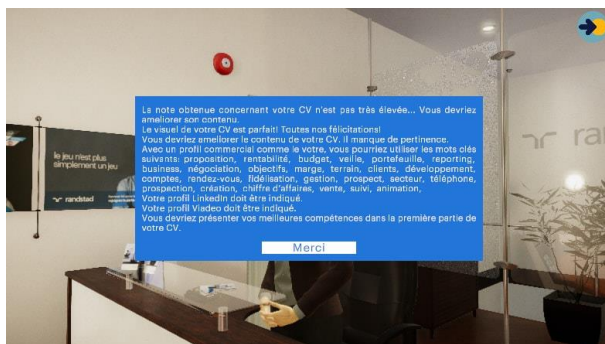 La note obtenue concernant votre CV n'est pas très élevée... Vous devriez
ameliorer son contenu.
Le visuel de votre CV est parfait! Toutes nos félicitations!
Vous devriez ameliorer le contenu de votre CV. Il manque de pertinence.
Avec un profil commercial comme le votre, vous pourriez utiliser les mots clés
suivants: proposition, rentabilité, budget, veille, portefeuille, reporting,
business, négociation, objectifs, marge, terrain, clients, développement,
comptes, rendez-vous, fidélisation, gestion, prospect, secteur, téléphone,
prospection, création, chiffre d'affaires, vente, suivi, animation,
Votre profil LinkedIn doit être indiqué.
Votre profil Viadeo doit être indiqué.
Vous devriez présenter vos meilleures compétences dans la première partie de
votre CV.
Merci
le jeu n'est plus
simplement un jeu
randstad
ra